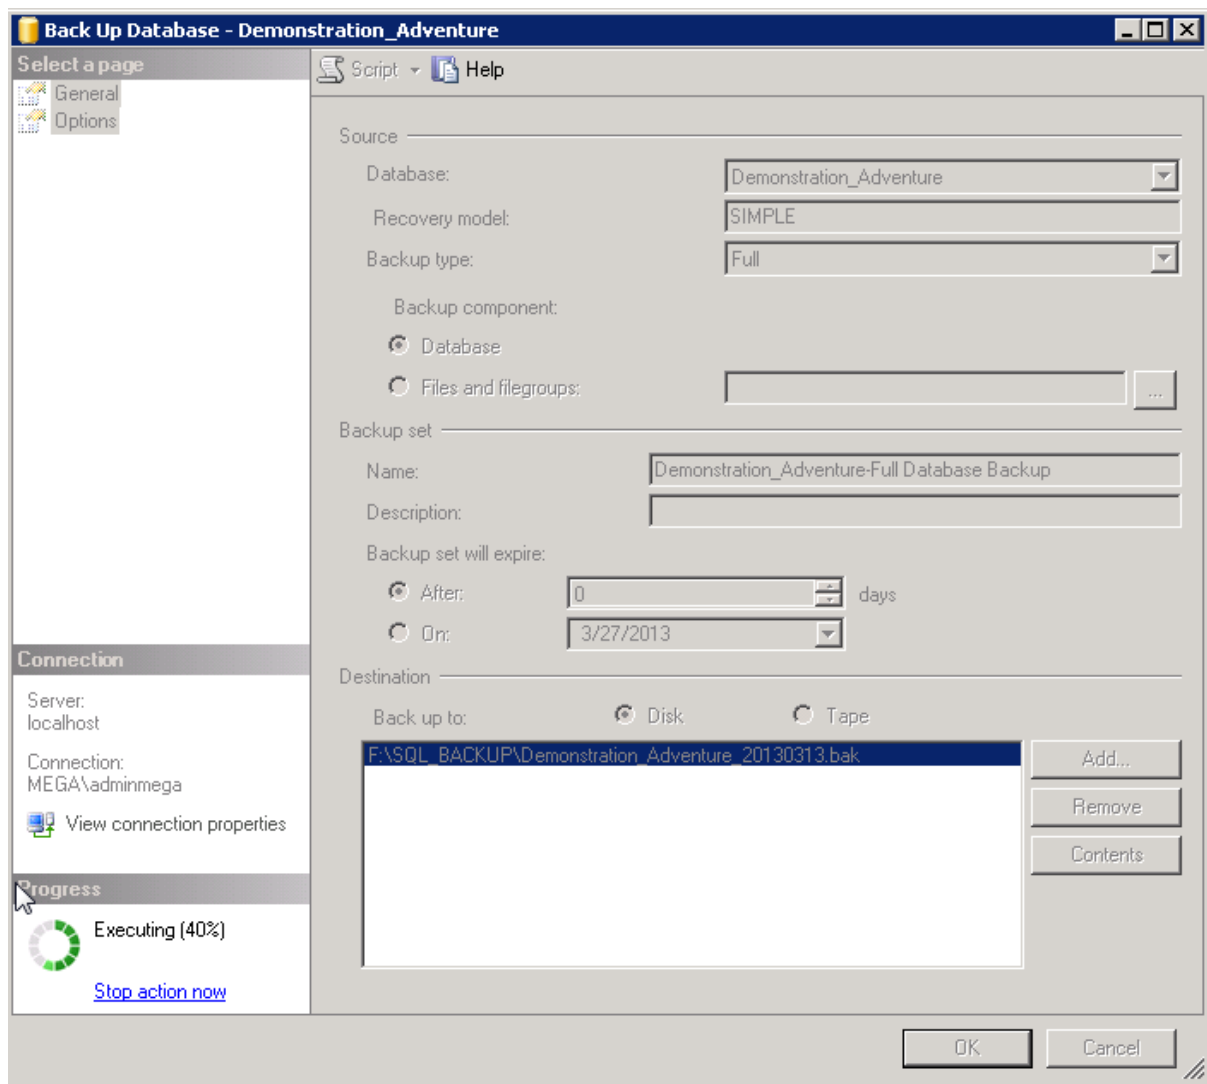 Back Up Database - Demonstration_Adventure
Select a page
General
Options
Script Help
Source
Database: Demonstration_Adventure
Recovery model: SIMPLE
Backup type: Full
Backup component:
Database
Files and filegroups: ...
Backup set
Name: Demonstration_Adventure-Full Database Backup
Description:
Backup set will expire:
After: 0 days
On: 3/27/2013
Destination
Back up to: Disk Tape
F:\SQL_BACKUP\Demonstration_Adventure_20130313.bak
Add...
Remove
Contents
Connection
Server:
localhost
Connection:
MEGA\adminmega
View connection properties
Progress
Executing (40%)
Stop action now
OK Cancel